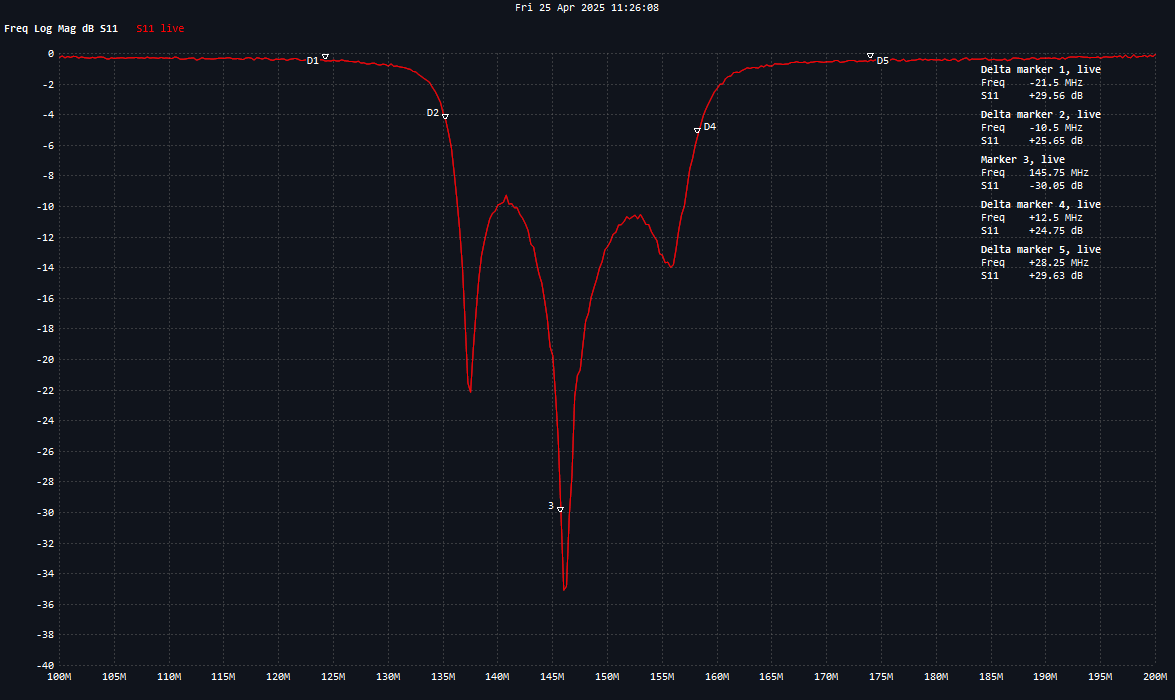 Fri 25 Apr 2025 11:26:08
Freq Log Mag dB S11 S11 live
0
-2
-4
-6
-8
-10
-12
-14
-16
-18
-20
-22
-24
-26
-28
-30
-32
-34
-36
-38
-40
D1
D2
3
D4
D5
Delta marker 1, live
Freq -21.5 MHz
S11 +29.56 dB
Delta marker 2, live
Freq -10.5 MHz
S11 +25.65 dB
Marker 3, live
Freq 145.75 MHz
S11 -30.05 dB
Delta marker 4, live
Freq +12.5 MHz
S11 +24.75 dB
Delta marker 5, live
Freq +28.25 MHz
S11 +29.63 dB
100M 105M 110M 115M 120M 125M 130M 135M 140M 145M 150M 155M 160M 165M 170M 175M 180M 185M 190M 195M 200M